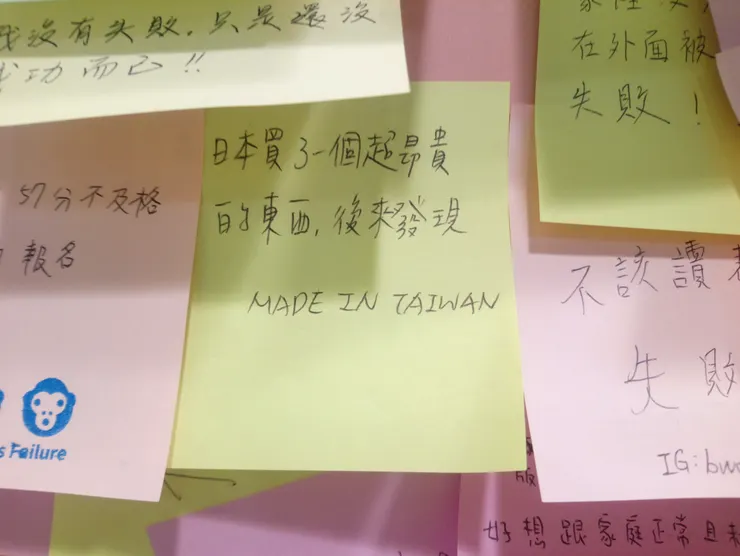 我沒有失敗，只是還沒
成功而已!!
在外面被
失敗！
日本買了一個超昂貴
的東西，後來發現
MADE IN TAIWAN
57分不及格
報名
s Failure
不該讀
失敗
IG:bw
版
好想跟家庭正常且